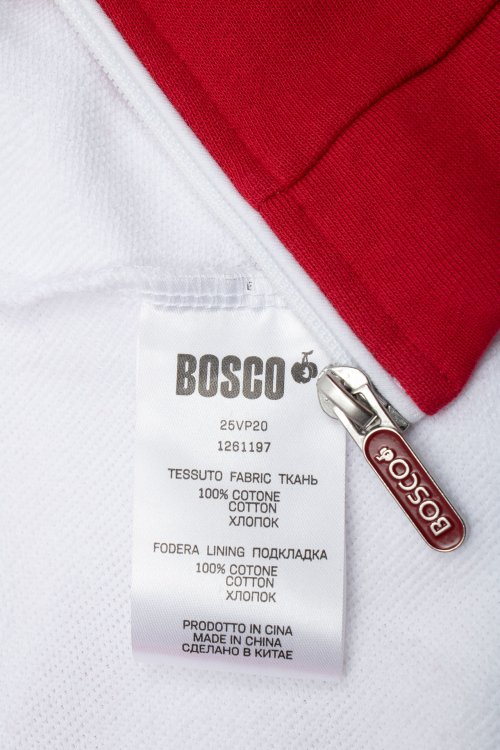 BOSCO
25VP20
1261197
TESSUTO FABRIC ТКАНЬ
100% COTONE
COTTON
ХЛОПОК
FODERA LINING ПОДКЛАДКА
100% COTONE
COTTON
ХЛОПОК
PRODOTTO IN CINA
MADE IN CHINA
СДЕЛАНО В КИТАЕ
BOSCO